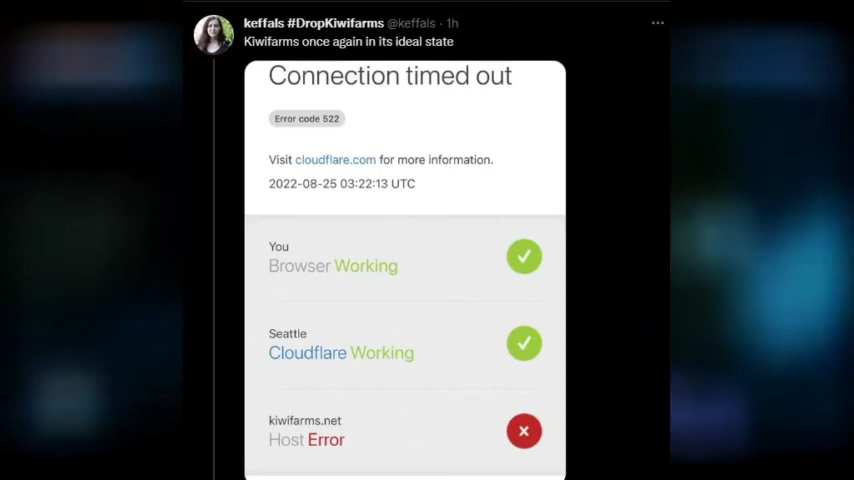 keffals #DropKiwifarms @keffals · 1h
Kiwifarms once again in its ideal state
Connection timed out
Error code 522
Visit cloudflare.com for more information.
2022-08-25 03:22:13 UTC
You
Browser Working
Seattle
Cloudflare Working
kiwifarms.net
Host Error